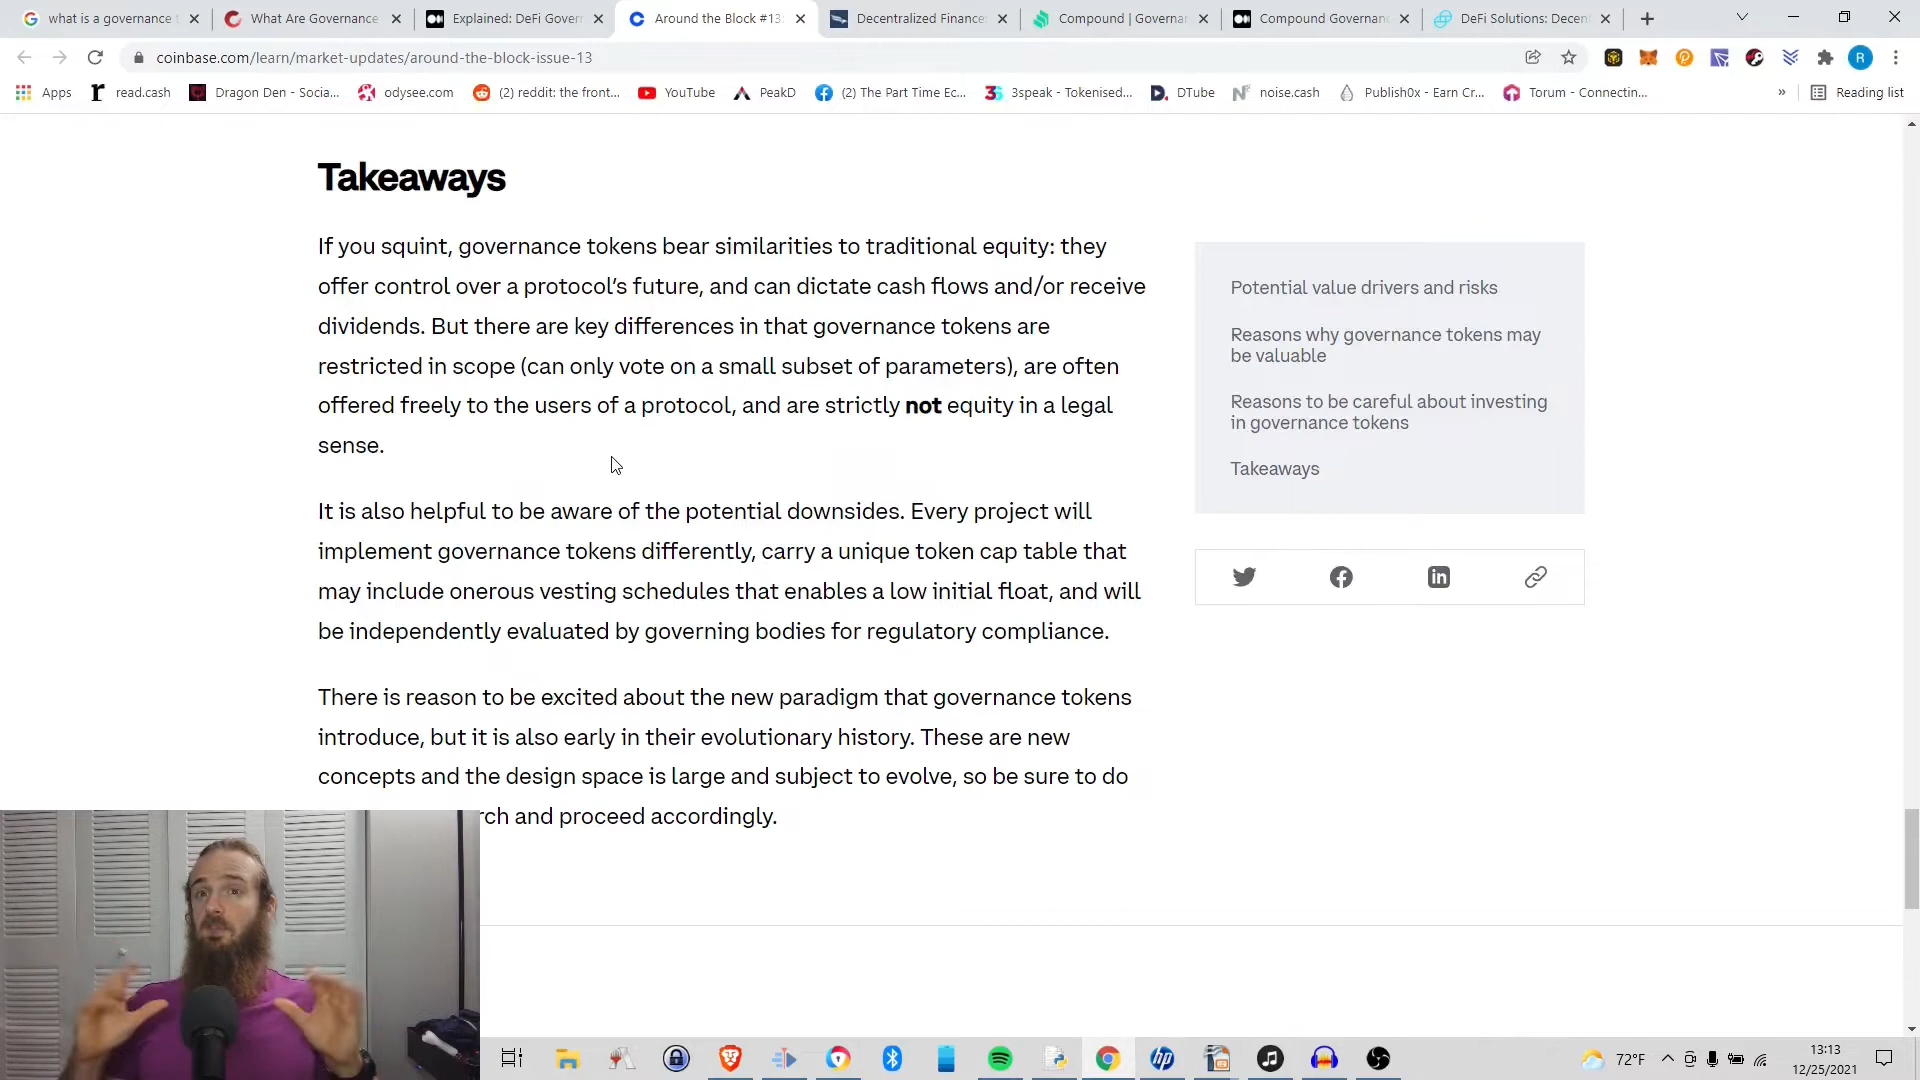 what is a governance t
What Are Governance
Explained: DeFi Gover
Around the Block #13:
Decentralized Finance:
Compound | Governa
Compound Governanc
DeFi Solutions: Decen
coinbase.com/learn/market-updates/around-the-block-issue-13
R
Apps
read.cash
Dragon Den - Socia...
odysee.com
(2) reddit: the front...
YouTube
PeakD
(2) The Part Time Ec...
3speak - Tokenised...
DTube
noise.cash
Publish0x - Earn Cr...
Torum - Connectin...
»
Reading list
Takeaways
If you squint, governance tokens bear similarities to traditional equity: they
offer control over a protocol’s future, and can dictate cash flows and/or receive
dividends. But there are key differences in that governance tokens are
restricted in scope (can only vote on a small subset of parameters), are often
offered freely to the users of a protocol, and are strictly not equity in a legal
sense.
It is also helpful to be aware of the potential downsides. Every project will
implement governance tokens differently, carry a unique token cap table that
may include onerous vesting schedules that enables a low initial float, and will
be independently evaluated by governing bodies for regulatory compliance.
There is reason to be excited about the new paradigm that governance tokens
introduce, but it is also early in their evolutionary history. These are new
concepts and the design space is large and subject to evolve, so be sure to do
rch and proceed accordingly.
Potential value drivers and risks
Reasons why governance tokens may
be valuable
Reasons to be careful about investing
in governance tokens
Takeaways
72°F
13:13
12/25/2021